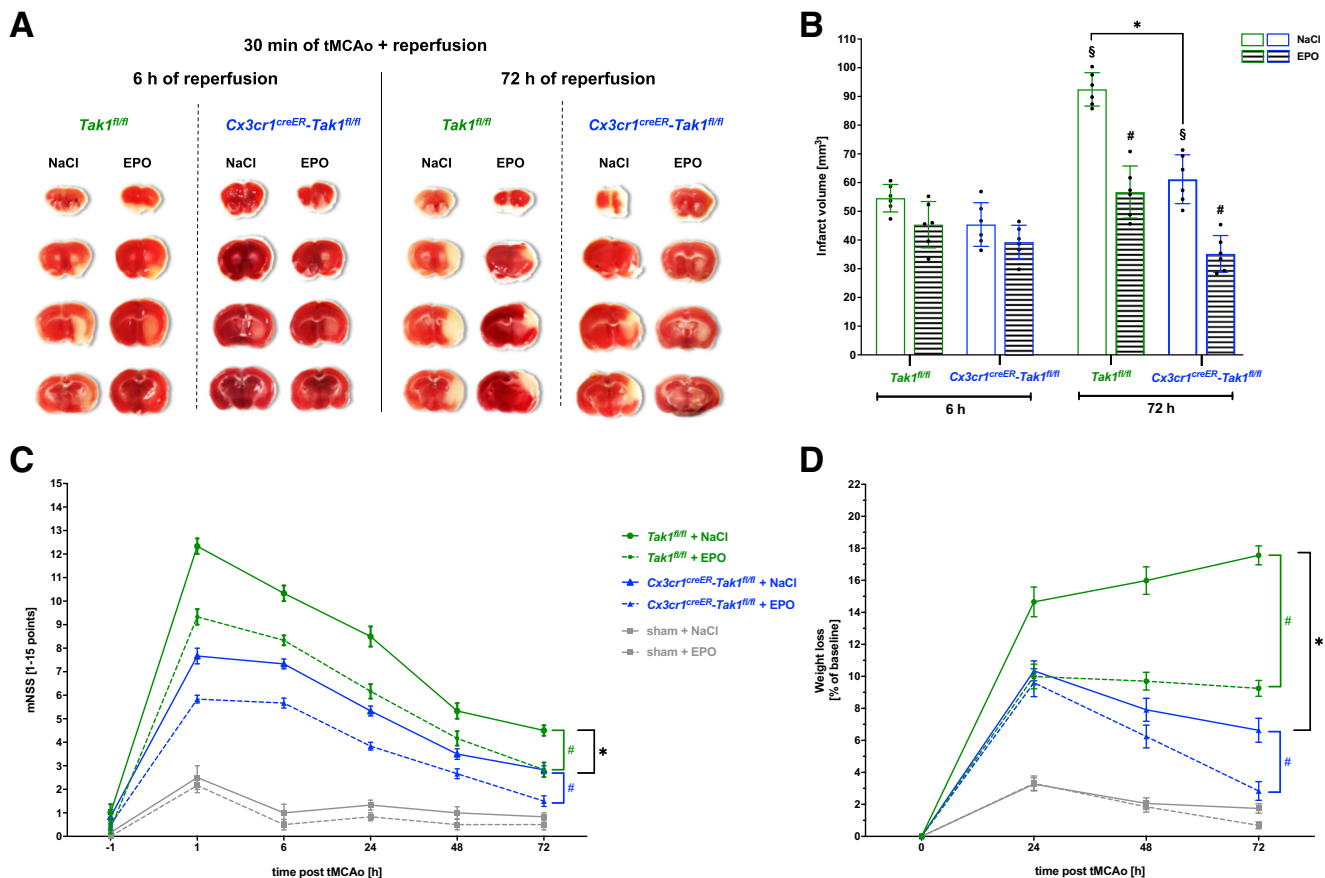 A
30 min of tMCAo + reperfusion
6 h of reperfusion
72 h of reperfusion
Tak1fl/fl
Cx3cr1creER-Tak1fl/fl
Tak1fl/fl
Cx3cr1creER-Tak1fl/fl
NaCl EPO NaCl EPO NaCl EPO NaCl EPO
B
Infarct volume [mm3]
110
100
90
80
70
60
50
40
30
20
10
0
*
§
#
§
#
NaCl
EPO
Tak1fl/fl
Cx3cr1creER-Tak1fl/fl
Tak1fl/fl
Cx3cr1creER-Tak1fl/fl
6 h
72 h
C
mNSS [1-15 points]
15
14
13
12
11
10
9
8
7
6
5
4
3
2
1
0
-1 1 6 24 48 72
time post tMCAo [h]
#
#
*
Tak1fl/fl + NaCl
Tak1fl/fl + EPO
Cx3cr1creER-Tak1fl/fl + NaCl
Cx3cr1creER-Tak1fl/fl + EPO
sham + NaCl
sham + EPO
D
Weight loss
[% of baseline]
22
20
18
16
14
12
10
8
6
4
2
0
0 24 48 72
time post tMCAo [h]
#
#
*